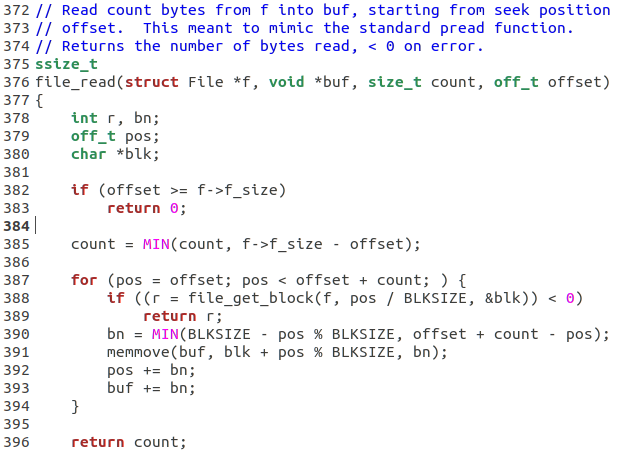 372 // Read count bytes from f into buf, starting from seek position
373 // offset.  This meant to mimic the standard pread function.
374 // Returns the number of bytes read, < 0 on error.
375 ssize_t
376 file_read(struct File *f, void *buf, size_t count, off_t offset)
377 {
378     int r, bn;
379     off_t pos;
380     char *blk;
381
382     if (offset >= f->f_size)
383         return 0;
384
385     count = MIN(count, f->f_size - offset);
386
387     for (pos = offset; pos < offset + count; ) {
388         if ((r = file_get_block(f, pos / BLKSIZE, &blk)) < 0)
389             return r;
390         bn = MIN(BLKSIZE - pos % BLKSIZE, offset + count - pos);
391         memmove(buf, blk + pos % BLKSIZE, bn);
392         pos += bn;
393         buf += bn;
394     }
395
396     return count;